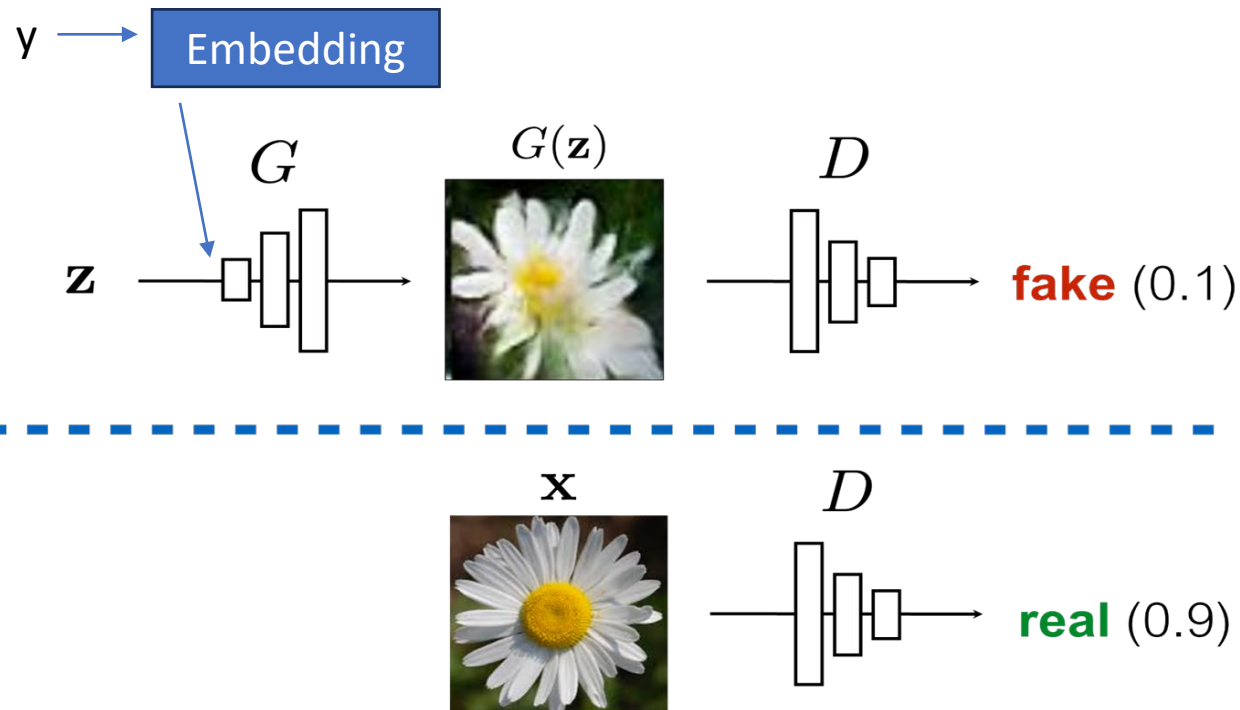 y
Embedding
G
G(z)
D
z
fake (0.1)
x
D
real (0.9)